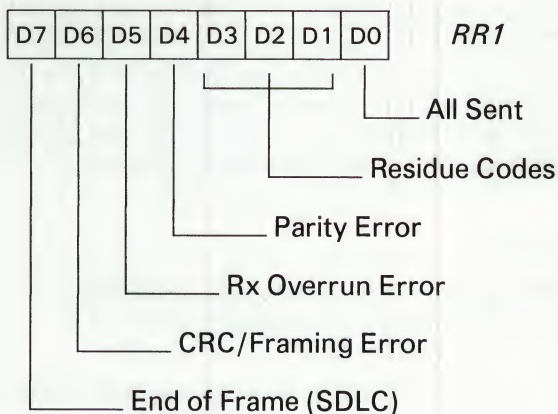 D7 D6 D5 D4 D3 D2 D1 D0 RR1
All Sent
Residue Codes
Parity Error
Rx Overrun Error
CRC/Framing Error
End of Frame (SDLC)